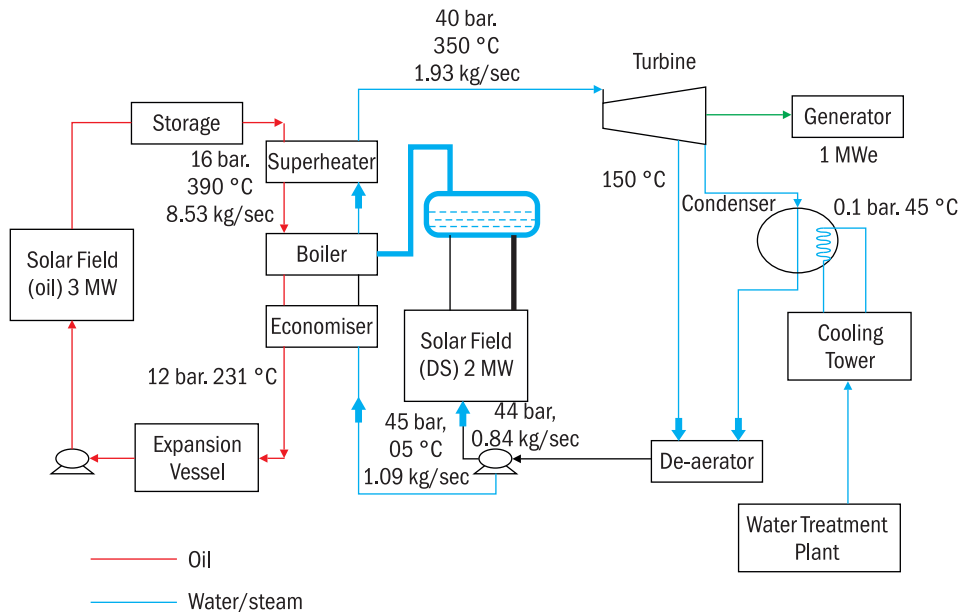 40 bar.
350 °C
1.93 kg/sec
Turbine
Storage
Generator
1 MWe
16 bar.
390 °C
8.53 kg/sec
Superheater
150 °C
Condenser
0.1 bar. 45 °C
Solar Field
(oil) 3 MW
Boiler
Economiser
Solar Field
(DS) 2 MW
Cooling
Tower
12 bar. 231 °C
45 bar,
05 °C
1.09 kg/sec
44 bar,
0.84 kg/sec
Expansion
Vessel
De-aerator
Water Treatment
Plant
Oil
Water/steam